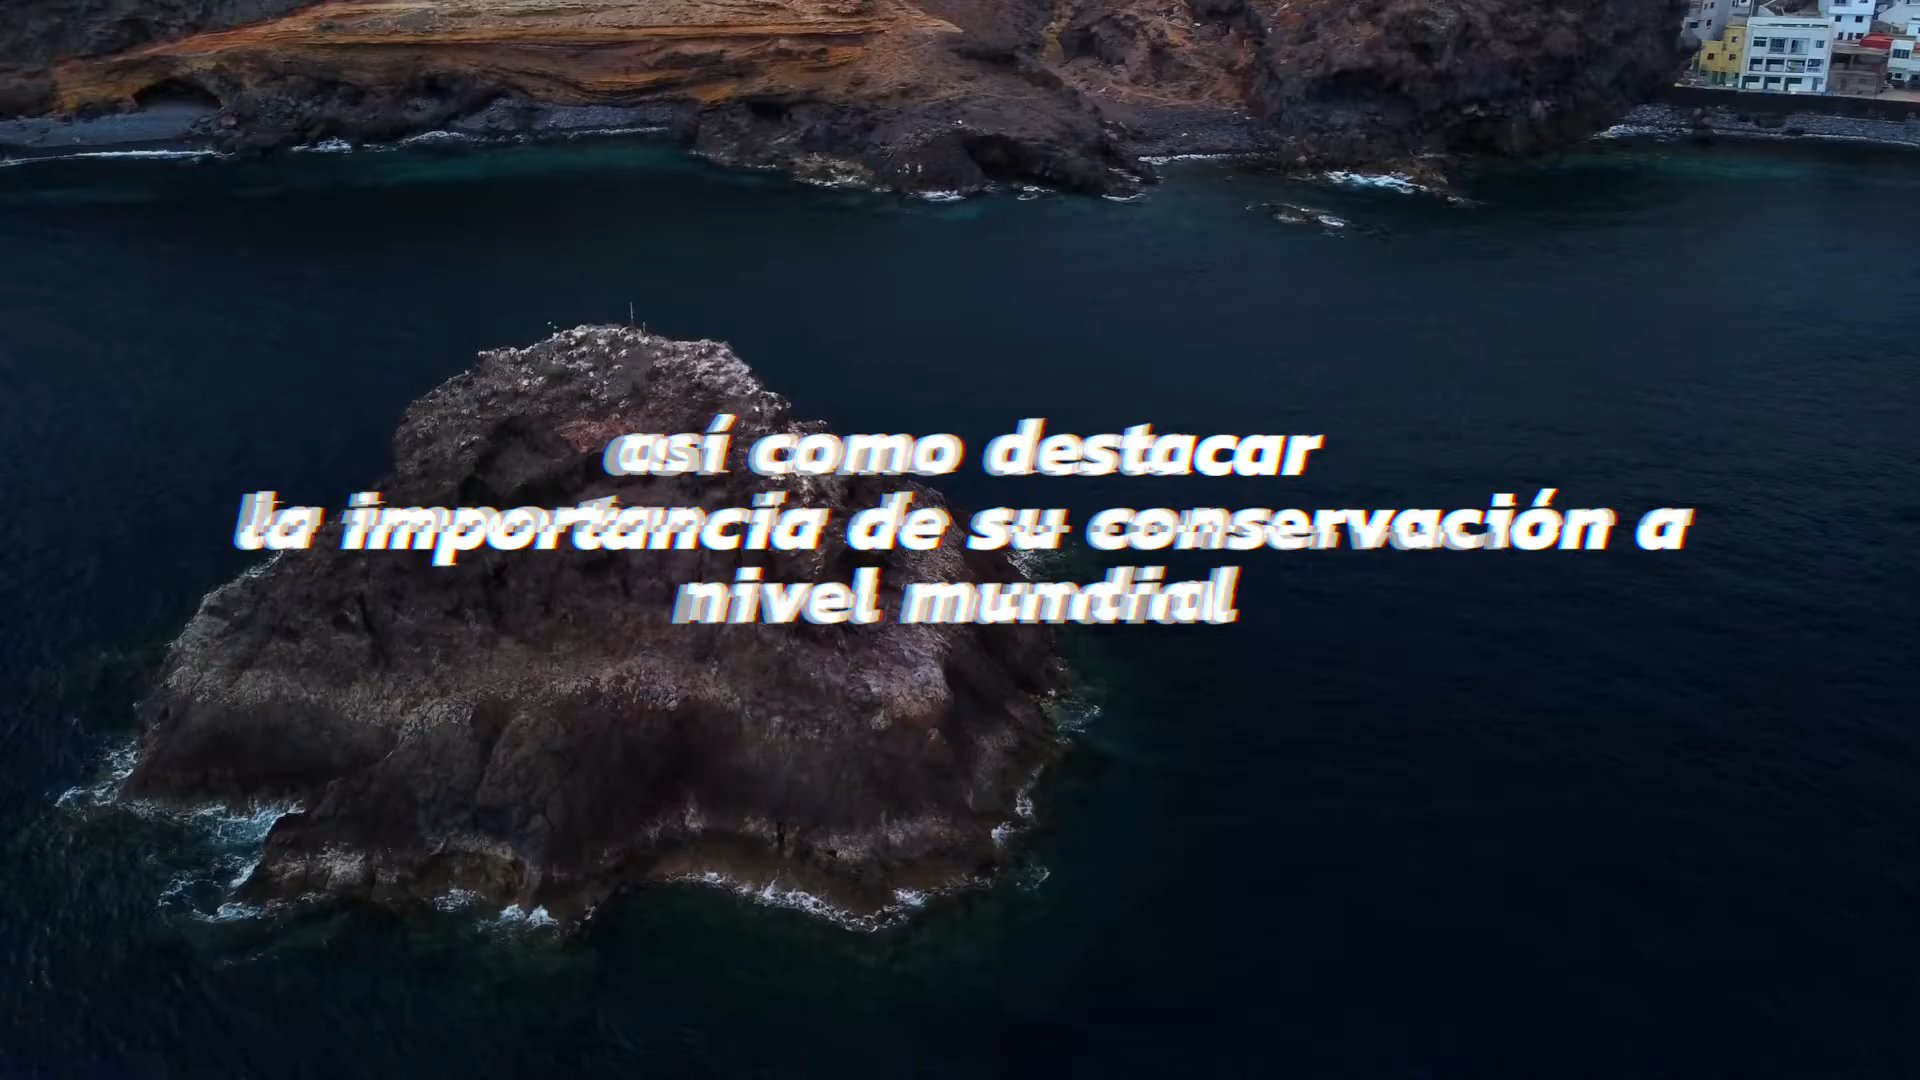 así como destacar
la importancia de su conservación a
nivel mundial